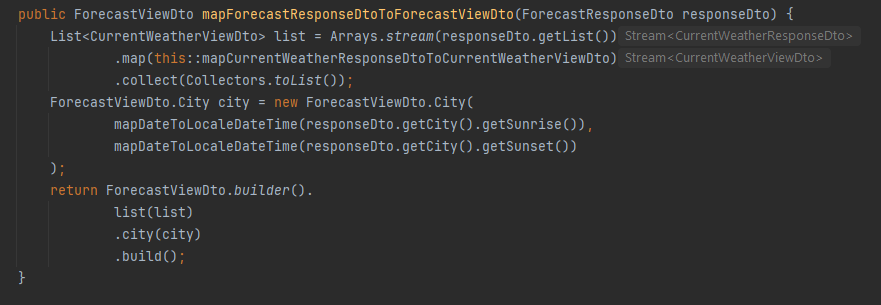 public ForecastViewDto mapForecastResponseDtoToForecastViewDto(ForecastResponseDto responseDto) {
List<CurrentWeatherViewDto> list = Arrays.stream(responseDto.getList()) Stream<CurrentWeatherResponseDto>
.map(this::mapCurrentWeatherResponseDtoToCurrentWeatherViewDto) Stream<CurrentWeatherViewDto>
.collect(Collectors.toList());
ForecastViewDto.City city = new ForecastViewDto.City(
mapDateToLocaleDateTime(responseDto.getCity().getSunrise()),
mapDateToLocaleDateTime(responseDto.getCity().getSunset())
);
return ForecastViewDto.builder().
list(list)
.city(city)
.build();
}